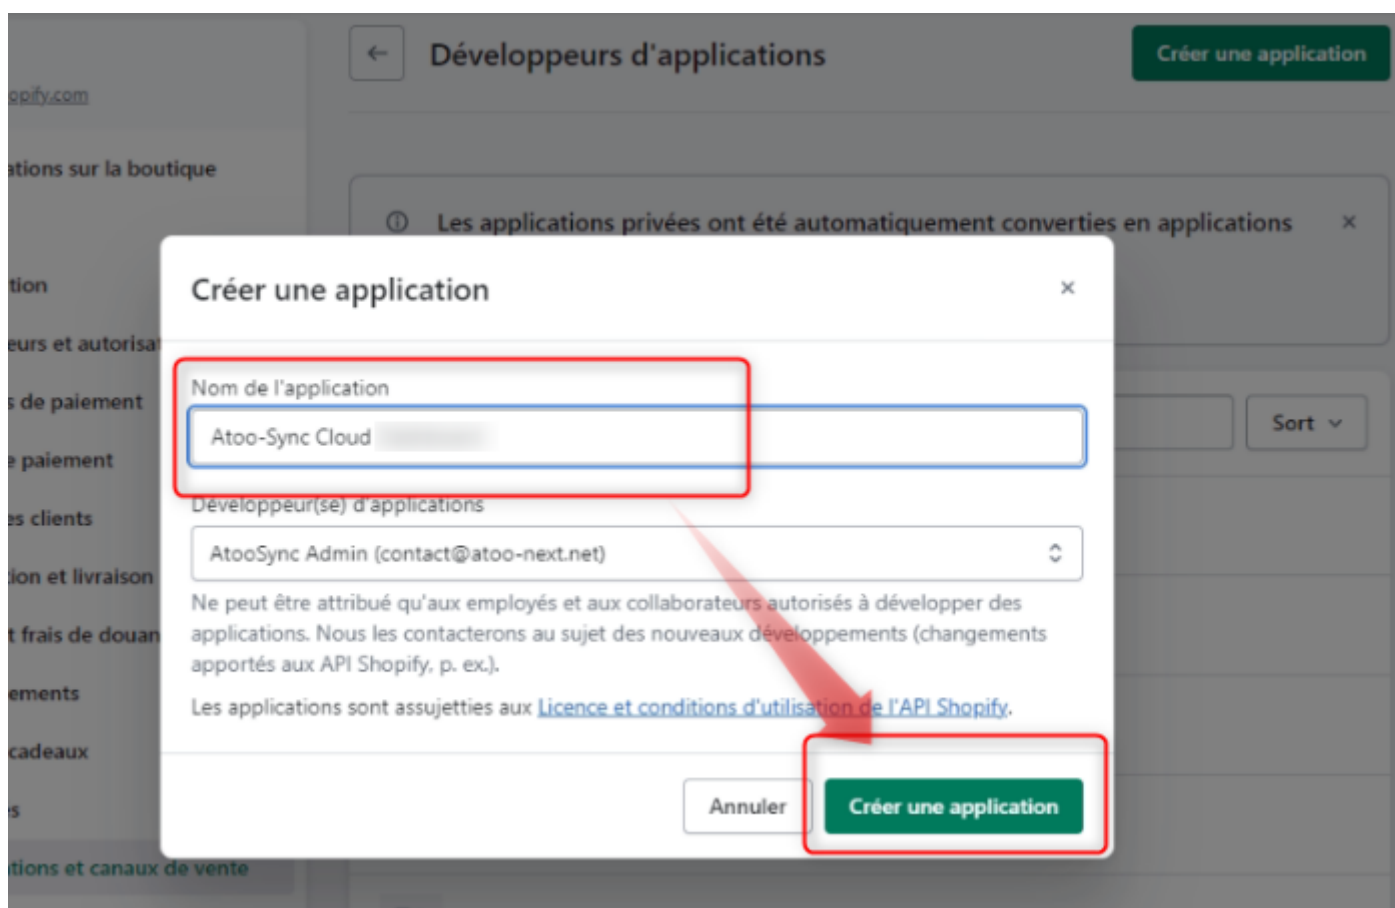 Développeurs d'applications
Créer une application
opify.com
ations sur la boutique
Les applications privées ont été automatiquement converties en applications
tion
eurs et autorisat
s de paiement
e paiement
es clients
tion et livraison
t frais de douan
ements
cadeaux
s
ations et canaux de vente
Sort
Créer une application
Nom de l'application
Atoo-Sync Cloud
Développeur(se) d'applications
AtooSync Admin (contact@atoo-next.net)
Ne peut être attribué qu'aux employés et aux collaborateurs autorisés à développer des
applications. Nous les contacterons au sujet des nouveaux développements (changements
apportés aux API Shopify, p. ex.).
Les applications sont assujetties aux Licence et conditions d'utilisation de l'API Shopify.
Annuler
Créer une application